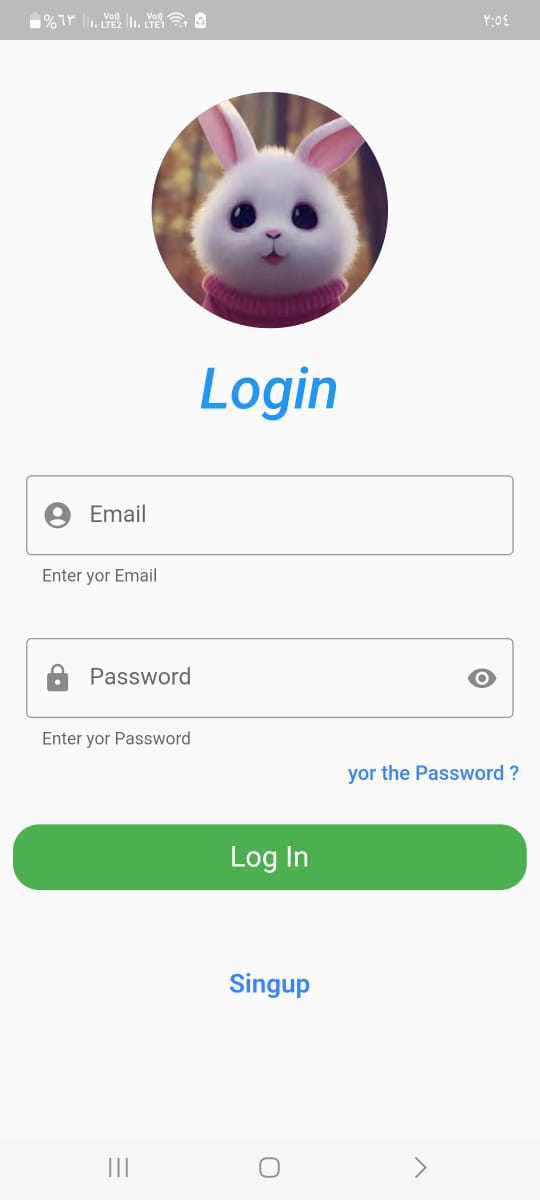 %٦٣ Vo)) LTE2 Vo)) LTE1 ٢:٥٤
Login
Email
Enter yor Email
Password
Enter yor Password
yor the Password ?
Log In
Singup